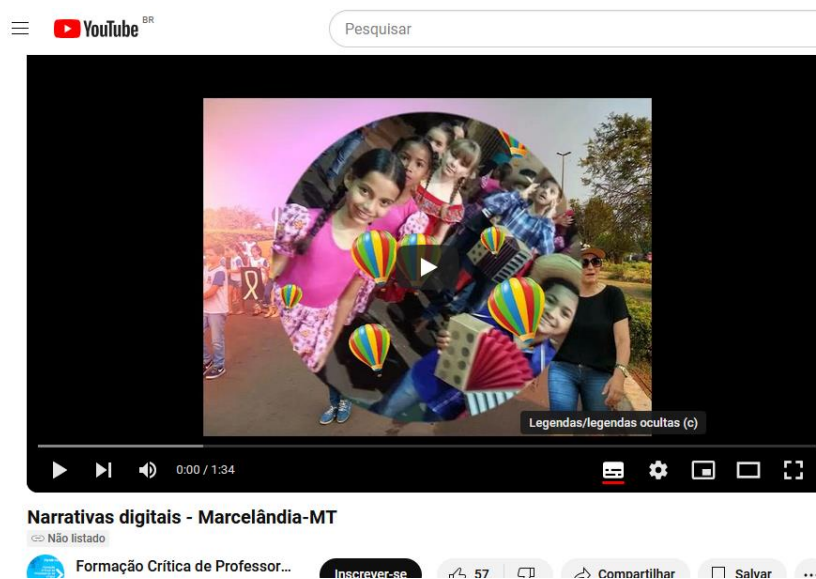 YouTube BR
Pesquisar
Legendas/legendas ocultas (c)
0:00 / 1:34
Narrativas digitais - Marcelândia-MT
Não listado
Formação Crítica de Professor...
Inscrever-se
57
Compartilhar
Salvar